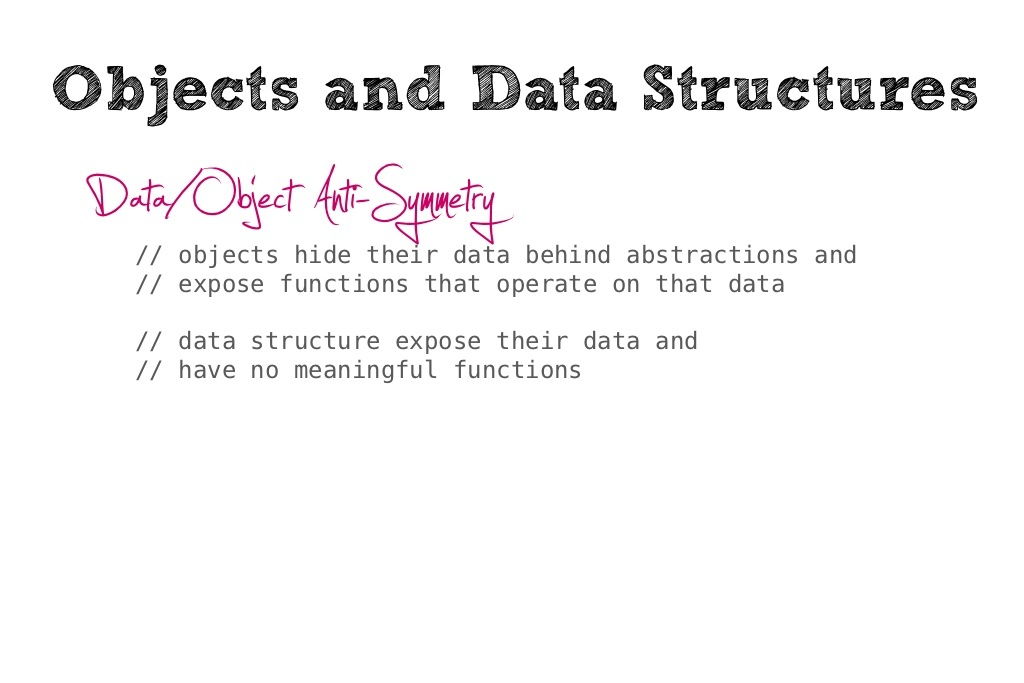 Objects and Data Structures
Data/Object Anti-Symmetry
// objects hide their data behind abstractions and
// expose functions that operate on that data
// data structure expose their data and
// have no meaningful functions